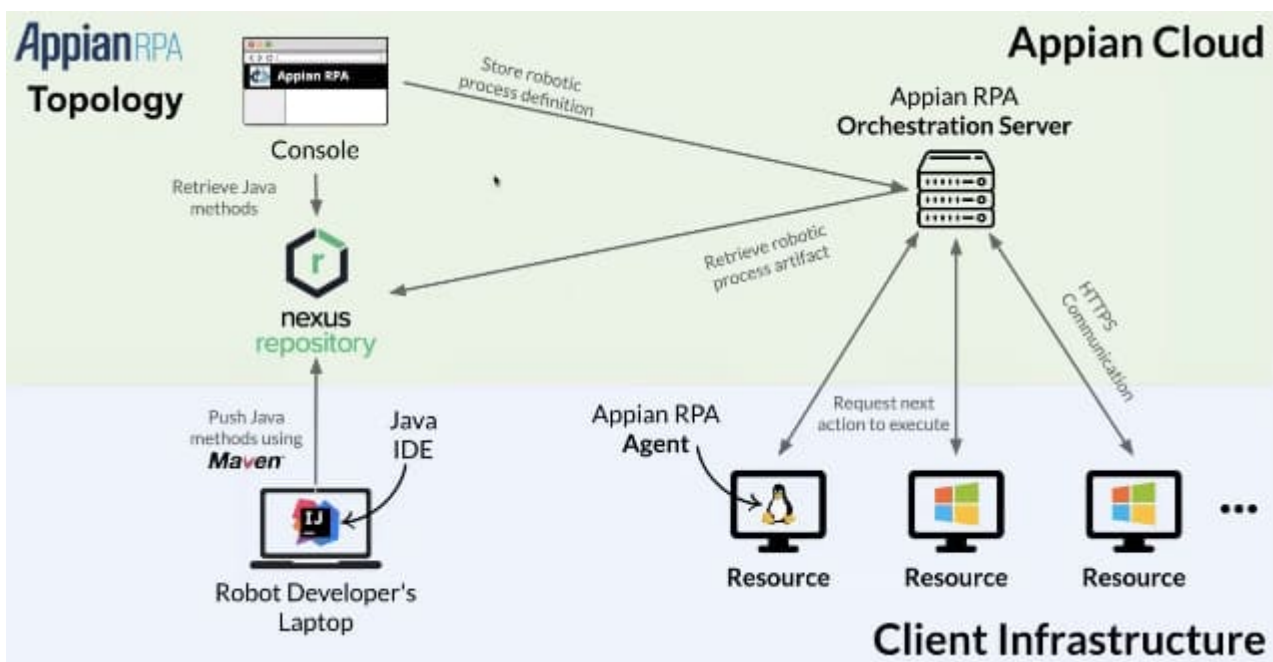 Appian RPA
Topology
Appian RPA
Console
Store robotic
process definition
Appian Cloud
Appian RPA
Orchestration Server
Retrieve Java
methods
r
nexus
repository
Retrieve robotic
process artifact
HTTPS
Communication
Push Java
methods using
Maven
Java
IDE
IJ
Robot Developer's
Laptop
Appian RPA
Agent
Request next
action to execute
Resource
Resource
Resource
...
Client Infrastructure